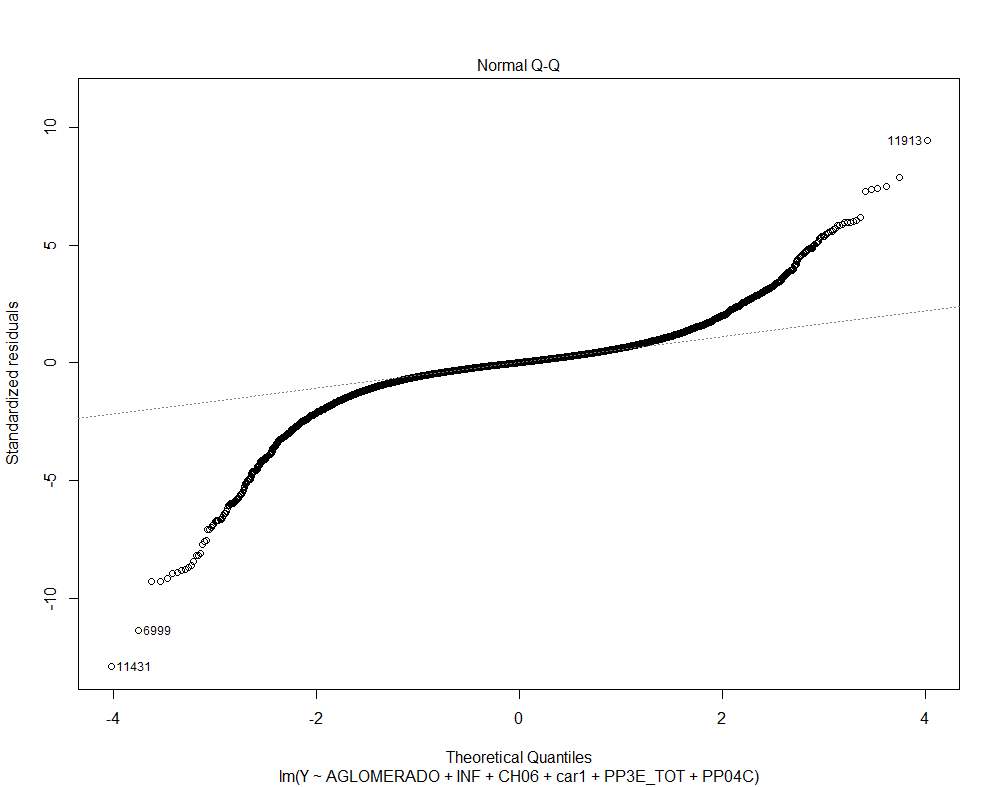 Normal Q-Q
10
5
0
-5
-10
Standardized residuals
11913
6999
11431
-4 -2 0 2 4
Theoretical Quantiles
lm(Y ~ AGLOMERADO + INF + CH06 + car1 + PP3E_TOT + PP04C)